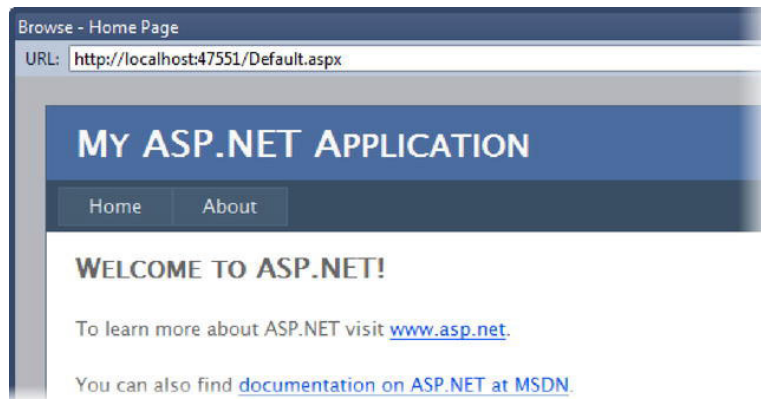 Browse - Home Page
URL: http://localhost:47551/Default.aspx
MY ASP.NET APPLICATION
Home About
WELCOME TO ASP.NET!
To learn more about ASP.NET visit www.asp.net.
You can also find documentation on ASP.NET at MSDN.